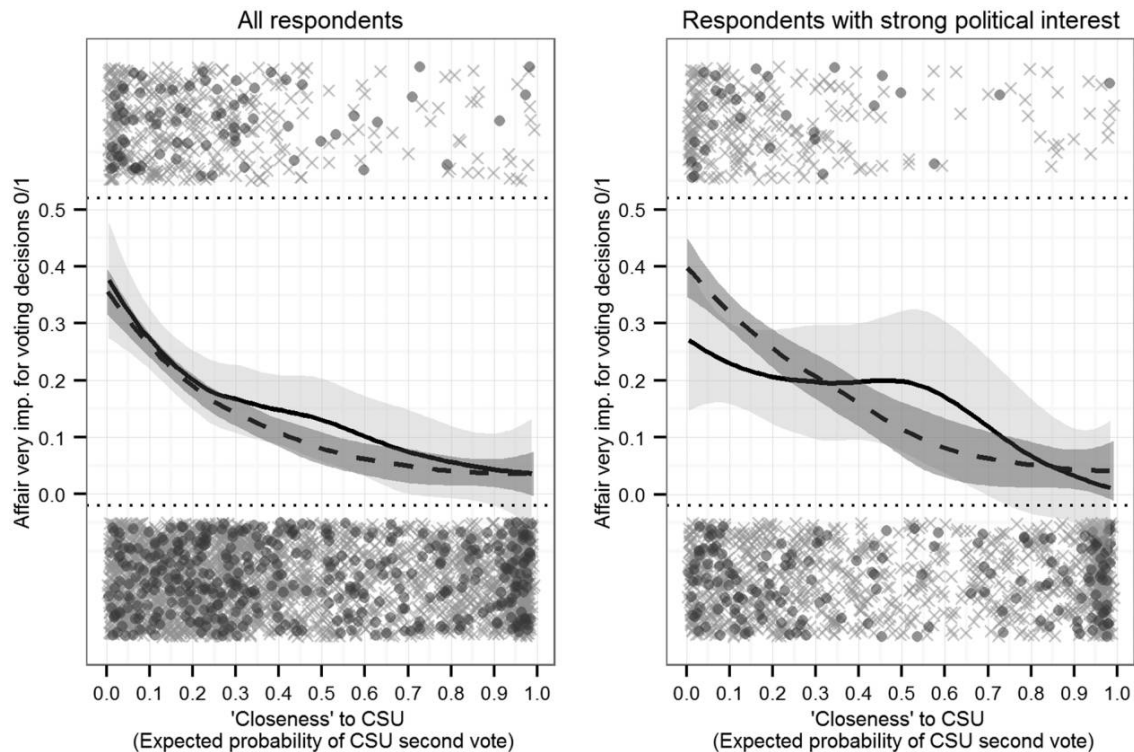 All respondents
Affair very imp. for voting decisions 0/1
0.5
0.4
0.3
0.2
0.1
0.0
0.0 0.1 0.2 0.3 0.4 0.5 0.6 0.7 0.8 0.9 1.0
'Closeness' to CSU
(Expected probability of CSU second vote)
Respondents with strong political interest
Affair very imp. for voting decisions 0/1
0.5
0.4
0.3
0.2
0.1
0.0
0.0 0.1 0.2 0.3 0.4 0.5 0.6 0.7 0.8 0.9 1.0
'Closeness' to CSU
(Expected probability of CSU second vote)